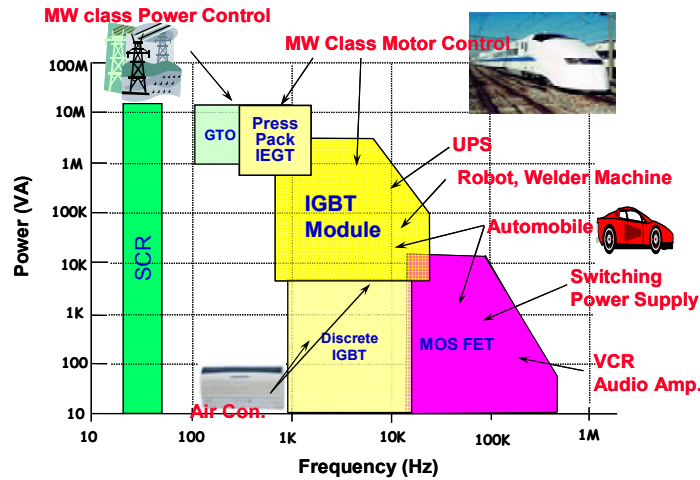 MW class Power Control
MW Class Motor Control
100M
10M
1M
100K
10K
1K
100
10
Power (VA)
SCR
GTO
Press
Pack
IEGT
IGBT
Module
Discrete
IGBT
MOS FET
UPS
Robot, Welder Machine
Automobile
Switching
Power Supply
VCR
Audio Amp.
Air Con.
10
100
1K
10K
100K
1M
Frequency (Hz)